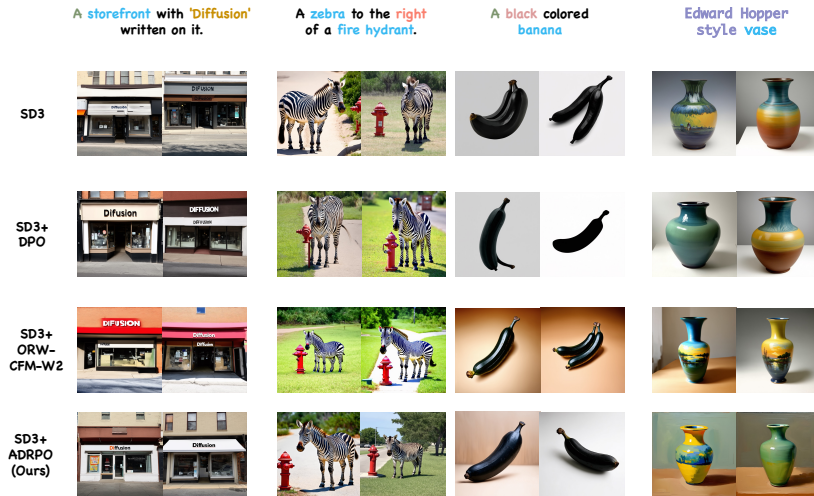 A storefront with 'Diffusion'
written on it.
A zebra to the right
of a fire hydrant.
A black colored
banana
Edward Hopper
style vase
SD3
DIFUSION
SD3+
DPO
Difusion
DIFFUSION
SD3+
ORW-
CFM-W2
DIFUSION
Diffusion
SD3+
ADRPO
(Ours)
Diffusion
Diffusion